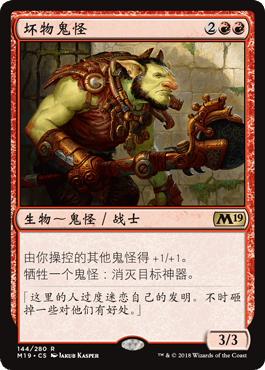 坏物鬼怪 2
生物～鬼怪 / 战士 M19
由你操控的其他鬼怪得 +1/+1。
牺牲一个鬼怪：消灭目标神器。
「这里的人过度迷恋自己的发明。不时砸
掉一些对他们有好处。」
3/3
144/280 R
M19 • CS JAKUB KASPER
™ & © 2018 Wizards of the Coast